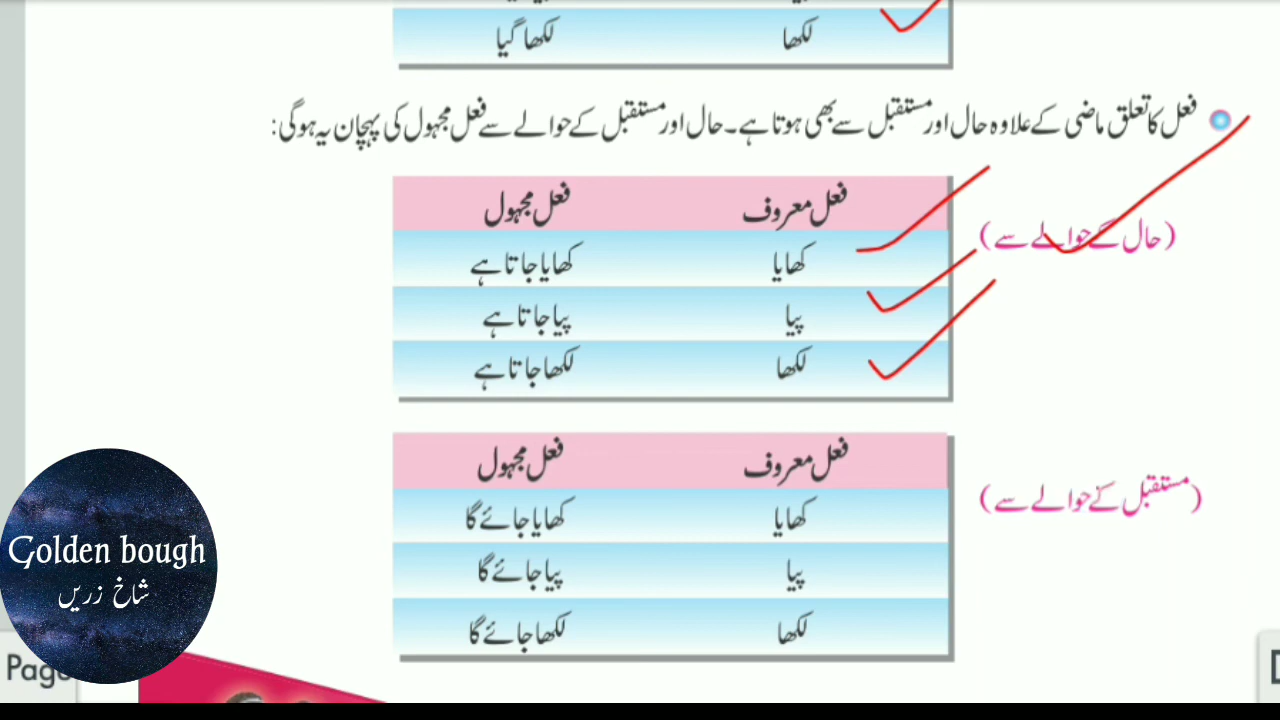 لکھا لکھا گیا
فعل کا تعلق ماضی کے علاوہ حال اور مستقبل سے بھی ہوتا ہے۔ حال اور مستقبل کے حوالے سے فعل مجہول کی پہچان یہ ہوگی:
(حال کے حوالے سے)
فعل معروف فعل مجہول
کھایا کھایا جاتا ہے
پیا پیا جاتا ہے
لکھا لکھا جاتا ہے
(مستقبل کے حوالے سے)
فعل معروف فعل مجہول
کھایا کھایا جائے گا
پیا پیا جائے گا
لکھا لکھا جائے گا
Golden bough
شاخ زریں
Page